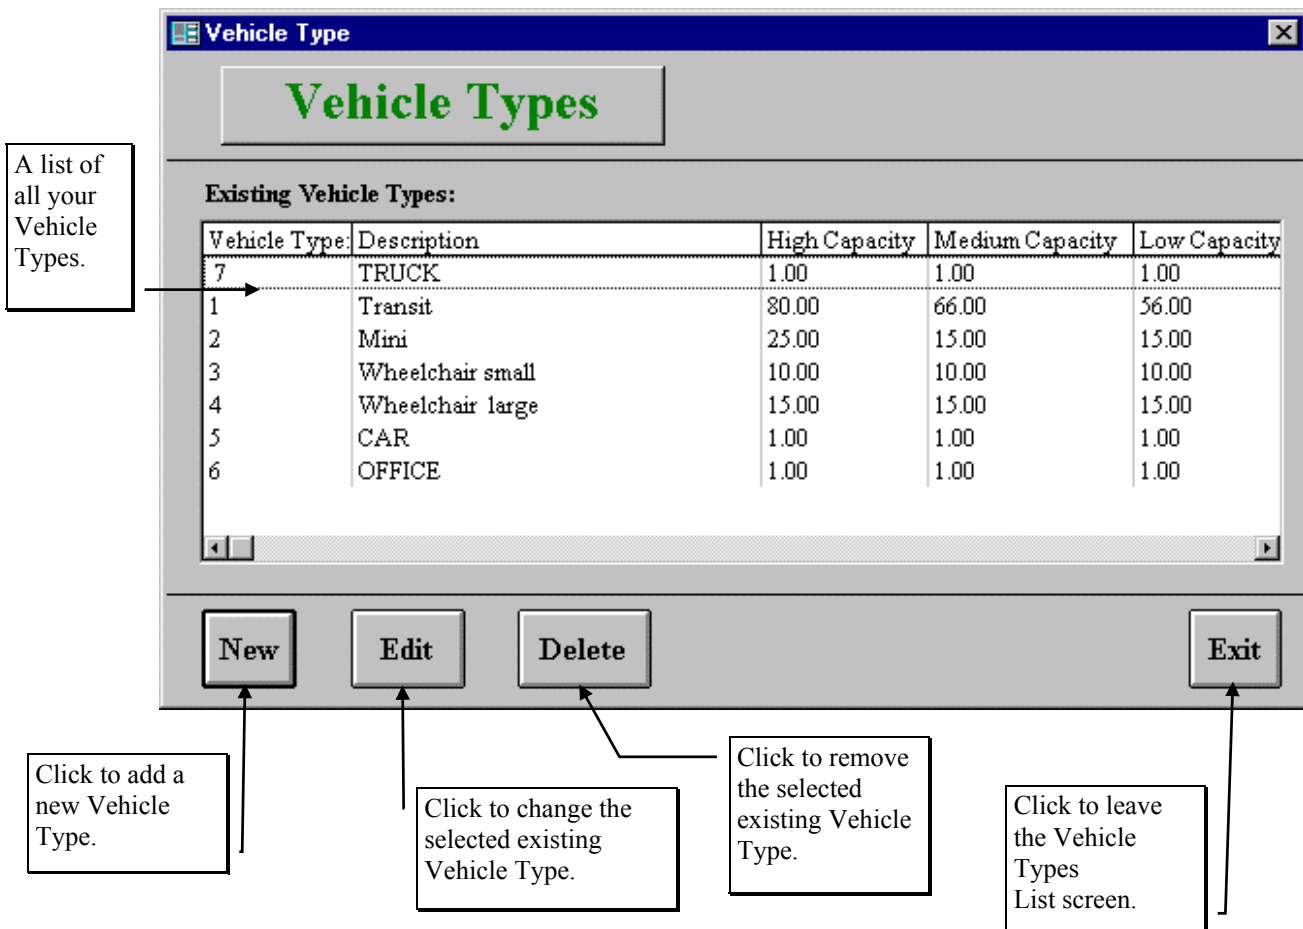 Vehicle Type
Vehicle Types
A list of
all your
Vehicle
Types.
Existing Vehicle Types:
Vehicle Type: Description High Capacity Medium Capacity Low Capacity
7 TRUCK 1.00 1.00 1.00
1 Transit 80.00 66.00 56.00
2 Mini 25.00 15.00 15.00
3 Wheelchair small 10.00 10.00 10.00
4 Wheelchair large 15.00 15.00 15.00
5 CAR 1.00 1.00 1.00
6 OFFICE 1.00 1.00 1.00
New Edit Delete Exit
Click to add a
new Vehicle
Type.
Click to change the
selected existing
Vehicle Type.
Click to remove
the selected
existing Vehicle
Type.
Click to leave
the Vehicle
Types
List screen.